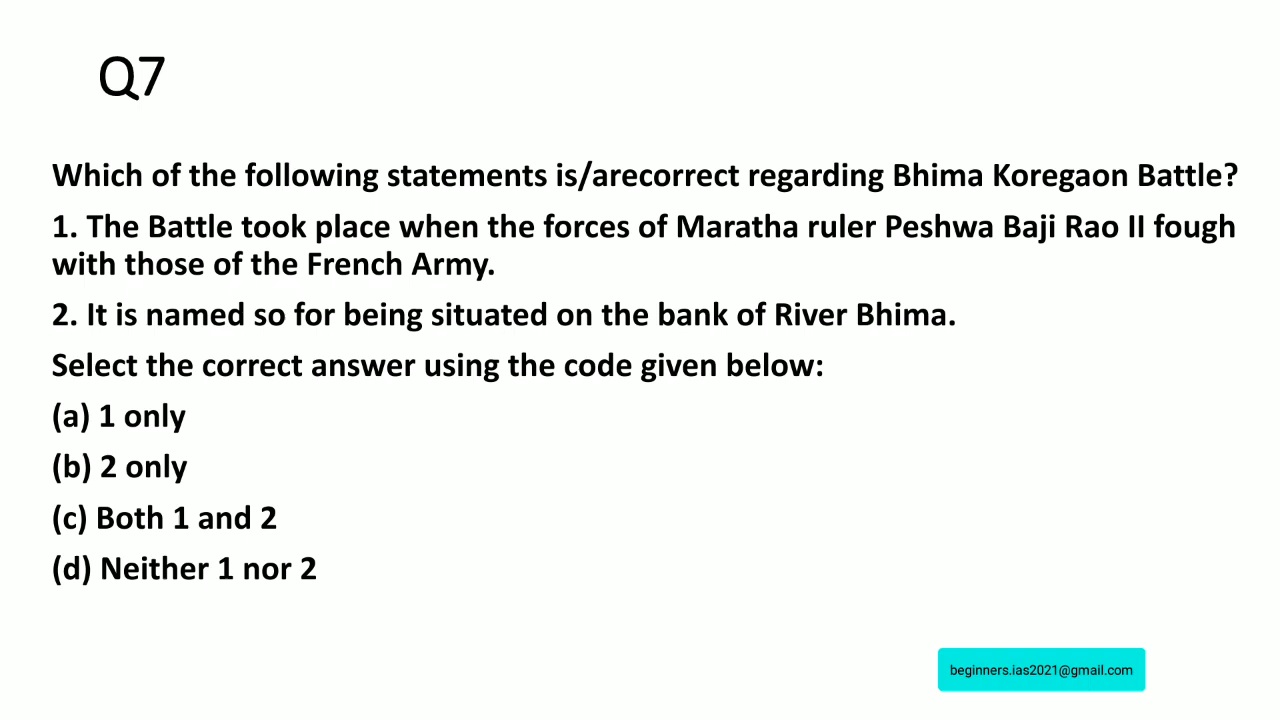 Q7
Which of the following statements is/arecorrect regarding Bhima Koregaon Battle?
1. The Battle took place when the forces of Maratha ruler Peshwa Baji Rao II fough
with those of the French Army.
2. It is named so for being situated on the bank of River Bhima.
Select the correct answer using the code given below:
(a) 1 only
(b) 2 only
(c) Both 1 and 2
(d) Neither 1 nor 2
beginners.ias2021@gmail.com